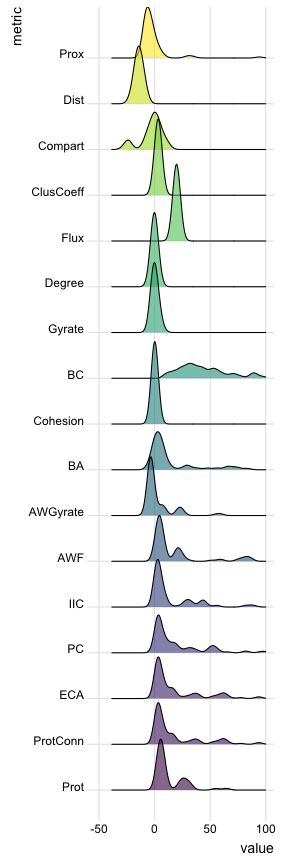 metric
Prox
Dist
Compart
ClusCoeff
Flux
Degree
Gyrate
BC
Cohesion
BA
AWGyrate
AWF
IIC
PC
ECA
ProtConn
Prot
-50 0 50 100
value